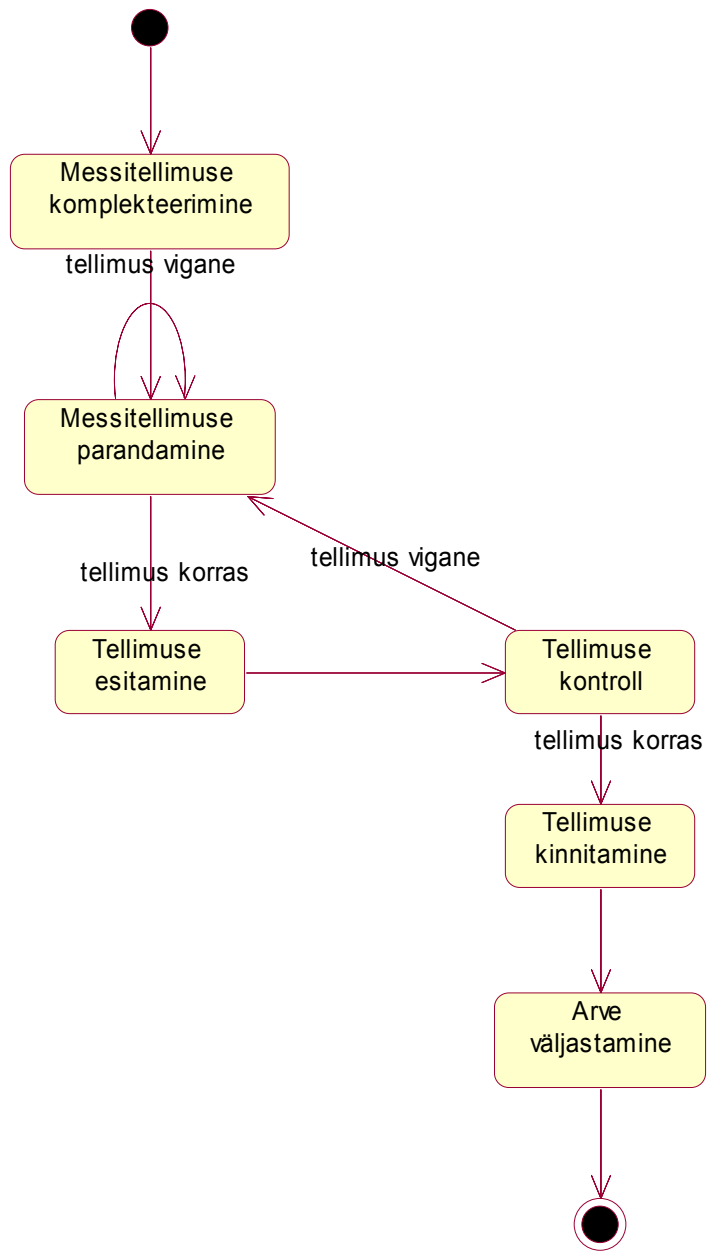 Messitellimuse
komplekteerimine
tellimus vigane
Messitellimuse
parandamine
tellimus vigane
tellimus korras
Tellimuse
esitamine
Tellimuse
kontroll
tellimus korras
Tellimuse
kinnitamine
Arve
väljastamine